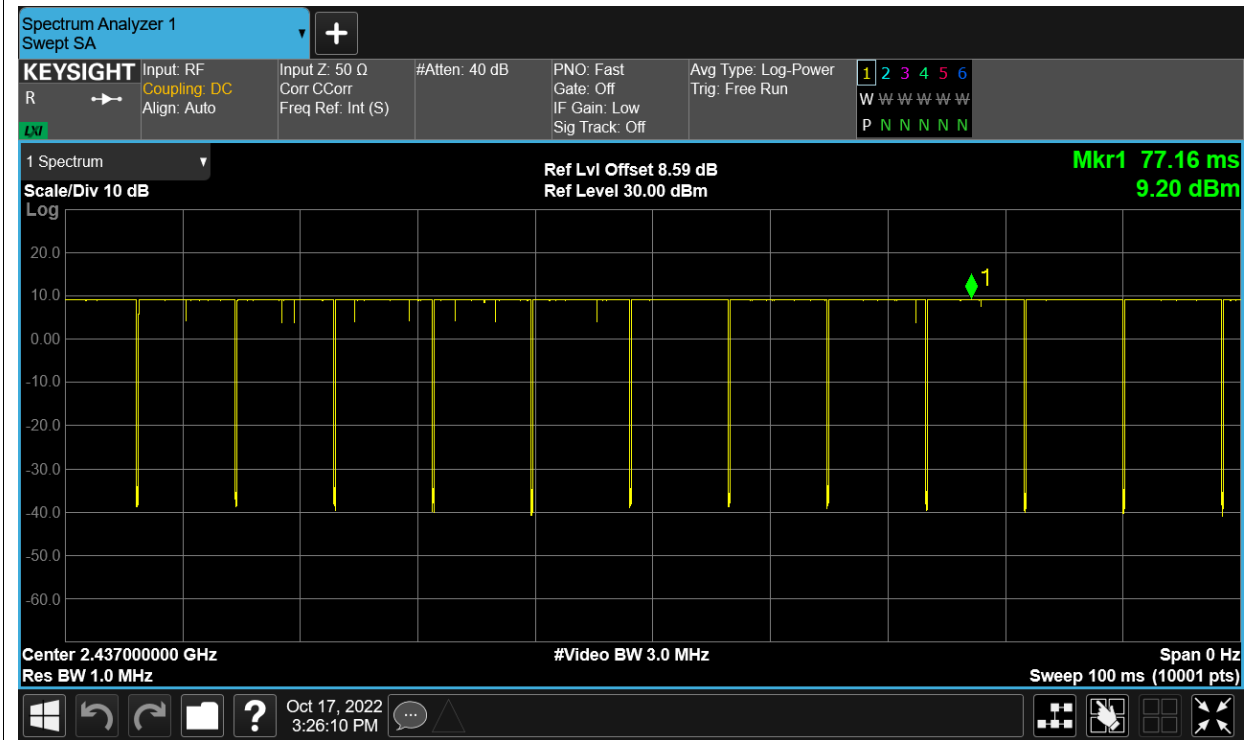 Spectrum Analyzer 1
Swept SA
KEYSIGHT
R
LXI
Input: RF
Coupling: DC
Align: Auto
Input Z: 50 Ω
Corr CCorr
Freq Ref: Int (S)
#Atten: 40 dB
PNO: Fast
Gate: Off
IF Gain: Low
Sig Track: Off
Avg Type: Log-Power
Trig: Free Run
1 2 3 4 5 6
W W W W W W
P N N N N N
1 Spectrum
Scale/Div 10 dB
Log
Ref Lvl Offset 8.59 dB
Ref Level 30.00 dBm
Mkr1 77.16 ms
9.20 dBm
20.0
10.0
0.00
-10.0
-20.0
-30.0
-40.0
-50.0
-60.0
1
Center 2.437000000 GHz
Res BW 1.0 MHz
#Video BW 3.0 MHz
Span 0 Hz
Sweep 100 ms (10001 pts)
?
Oct 17, 2022
3:26:10 PM